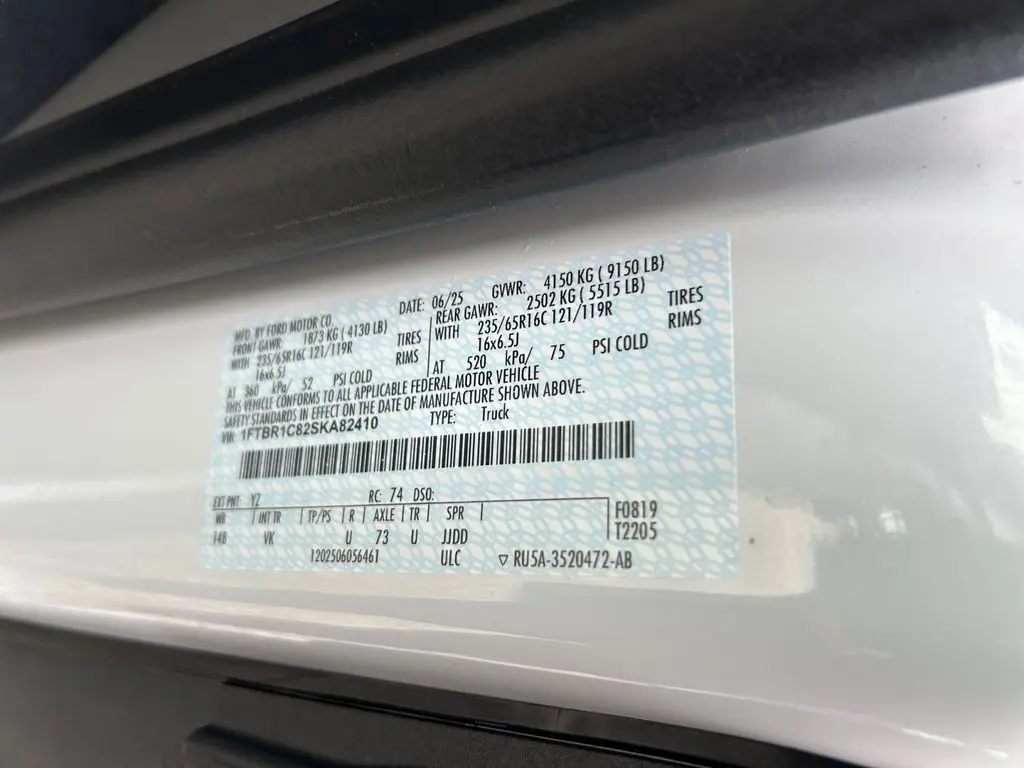 MFD. BY FORD MOTOR CO.
DATE: 06/25 GVWR: 4150 KG ( 9150 LB)
FRONT GAWR: 1873 KG ( 4130 LB)
WITH 235/65R16C 121/119R TIRES
16x6.5J RIMS
AT 360 kPa/ 52 PSI COLD
REAR GAWR: 2502 KG ( 5515 LB)
WITH 235/65R16C 121/119R TIRES
16x6.5J RIMS
AT 520 kPa/ 75 PSI COLD
THIS VEHICLE CONFORMS TO ALL APPLICABLE FEDERAL MOTOR VEHICLE
SAFETY STANDARDS IN EFFECT ON THE DATE OF MANUFACTURE SHOWN ABOVE.
VIN: 1FTBR1C82SKA82410 TYPE: Truck
EXT PNT: YZ RC: 74 DSO:
WB INT TR TP/PS R AXLE TR SPR
148 VK U 73 U JJDD
F0819
T2205
1202506056461 ULC ▽ RU5A-3520472-AB